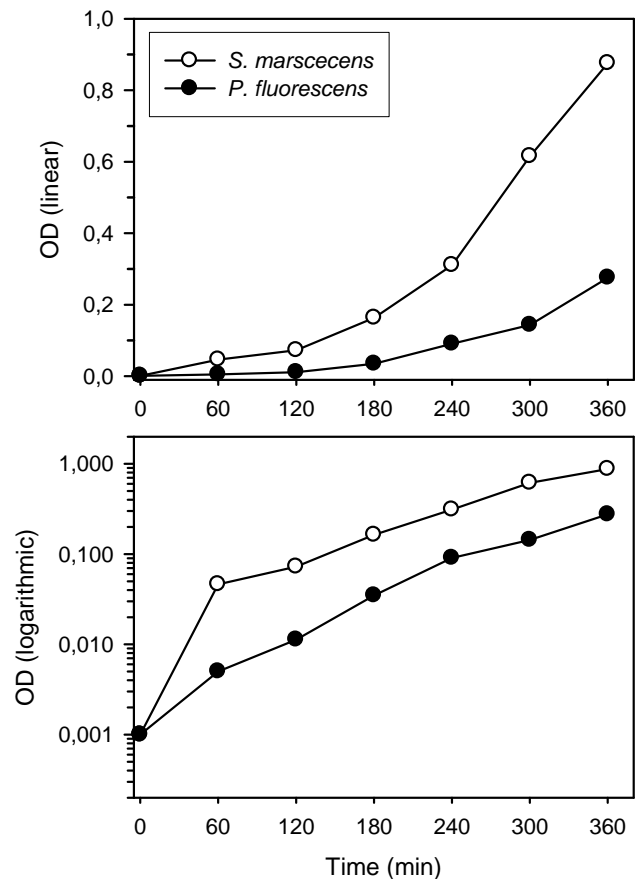 1,0
0,8
0,6
0,4
0,2
0,0
OD (linear)
S. marscecens
P. fluorescens
0 60 120 180 240 300 360
1,000
0,100
0,010
0,001
OD (logarithmic)
0 60 120 180 240 300 360
Time (min)